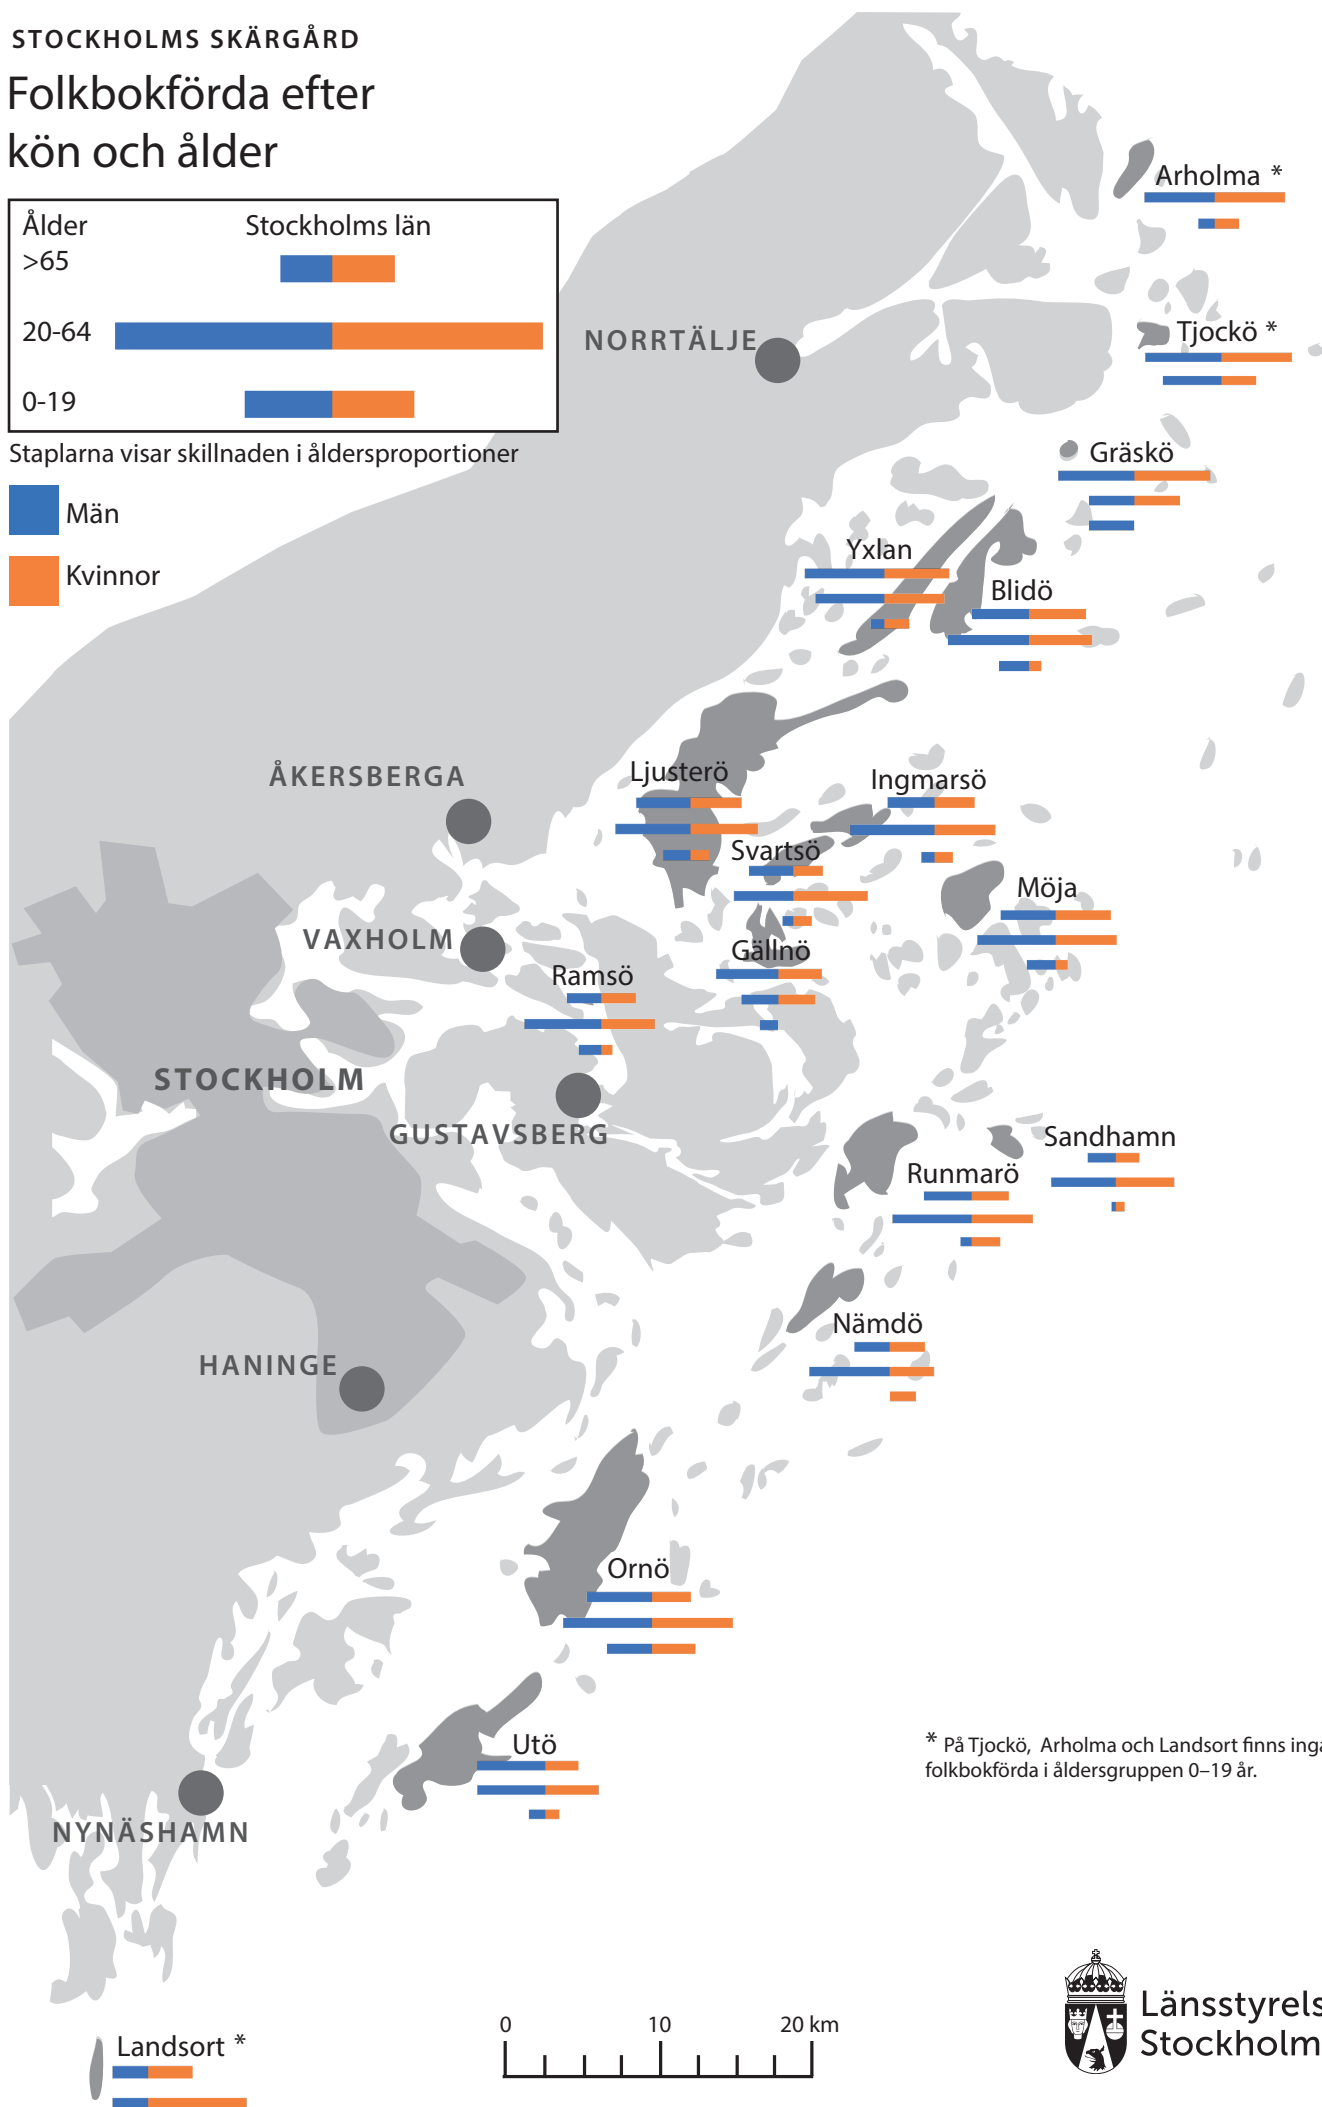 STOCKHOLMS SKÄRGÅRD
Folkbokförda efter
kön och ålder
Ålder
Stockholms län
>65
20-64
0-19
Staplarna visar skillnaden i åldersproportioner
Män
Kvinnor
Arholma *
NORRTÄLJE
Tjockö *
Gräskö
Yxlan
Blidö
ÅKERSBERGA
Ljusterö
Ingmarsö
Svartsö
Möja
VAXHOLM
Gällnö
Ramsö
STOCKHOLM
GUSTAVSBERG
Sandhamn
Runmarö
Nämdö
HANINGE
Ornö
Utö
* På Tjockö, Arholma och Landsort finns inga
folkbokförda i åldersgruppen 0–19 år.
NYNÄSHAMN
Landsort *
0 10 20 km
Länsstyrels
Stockholm